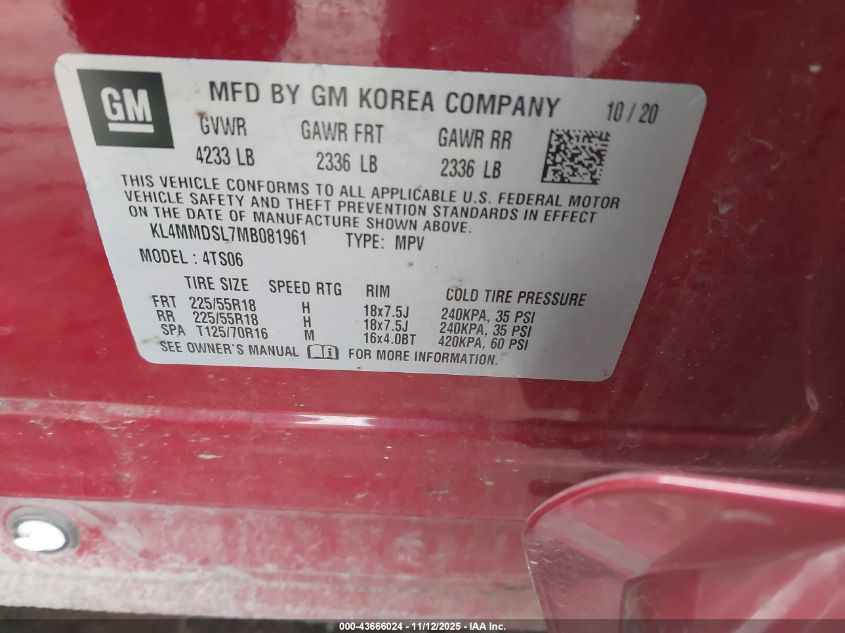 GM
MFD BY GM KOREA COMPANY 10 / 20
GVWR GAWR FRT GAWR RR
4233 LB 2336 LB 2336 LB
THIS VEHICLE CONFORMS TO ALL APPLICABLE U.S. FEDERAL MOTOR
VEHICLE SAFETY AND THEFT PREVENTION STANDARDS IN EFFECT
ON THE DATE OF MANUFACTURE SHOWN ABOVE.
KL4MMDSL7MB081961 TYPE: MPV
MODEL : 4TS06
TIRE SIZE SPEED RTG RIM COLD TIRE PRESSURE
FRT 225/55R18 H 18x7.5J 240KPA, 35 PSI
RR 225/55R18 H 18x7.5J 240KPA, 35 PSI
SPA T125/70R16 M 16x4.0BT 420KPA, 60 PSI
SEE OWNER'S MANUAL FOR MORE INFORMATION.
000-43666024 - 11/12/2025 - IAA Inc.